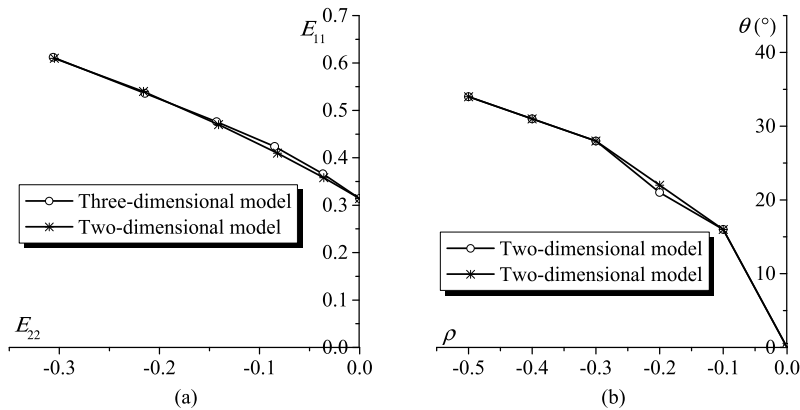 0.7
E11
0.6
0.5
0.4
Three-dimensional model
0.3
Two-dimensional model
0.2
0.1
E22
0.0
-0.3 -0.2 -0.1 0.0
(a)
θ (°)
40
30
20
Two-dimensional model
Two-dimensional model
10
ρ
0
-0.5 -0.4 -0.3 -0.2 -0.1 0.0
(b)